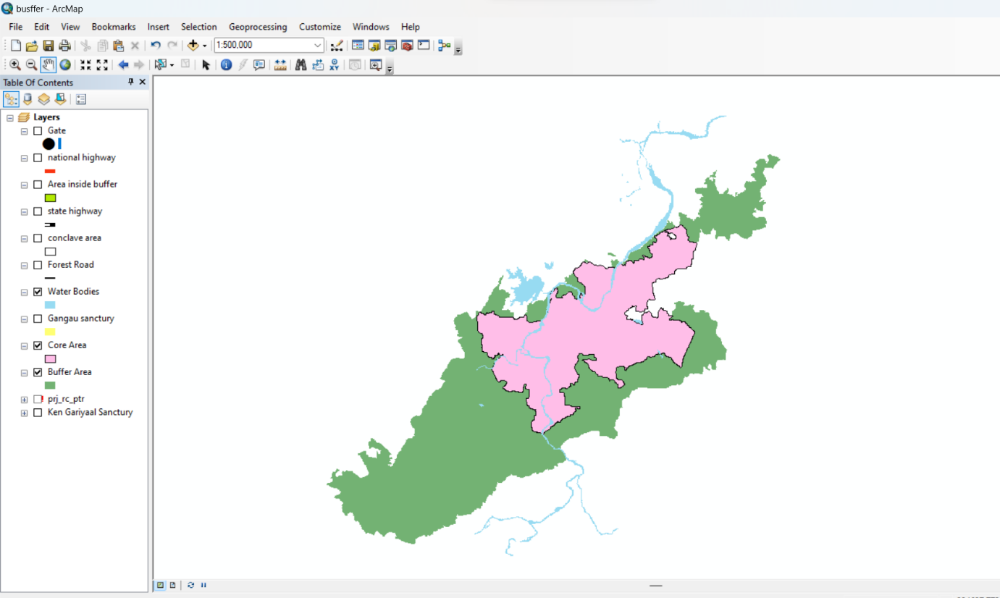 busffer - ArcMap
File Edit View Bookmarks Insert Selection Geoprocessing Customize Windows Help
1:500,000
XY
Table Of Contents
Layers
Gate
national highway
Area inside buffer
state highway
conclave area
Forest Road
Water Bodies
Gangau sanctury
Core Area
Buffer Area
prj_rc_ptr
Ken Gariyaal Sanctury